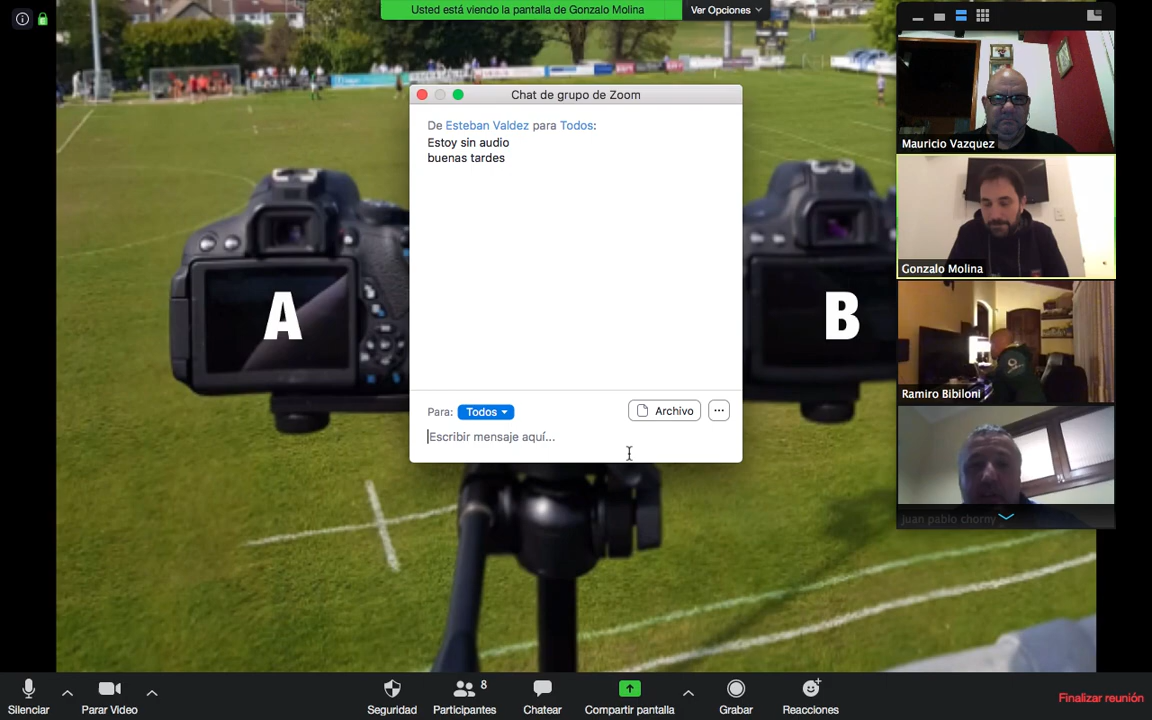 Usted está viendo la pantalla de Gonzalo Molina
Ver Opciones
Chat de grupo de Zoom
De Esteban Valdez para Todos:
Estoy sin audio
buenas tardes
Mauricio Vazquez
Gonzalo Molina
A
B
Ramiro Bibiloni
Para: Todos
Archivo
Escribir mensaje aquí...
juan pablo chorny
8
Silenciar
Parar Video
Seguridad
Participantes
Chatear
Compartir pantalla
Grabar
Reacciones
Finalizar reunión